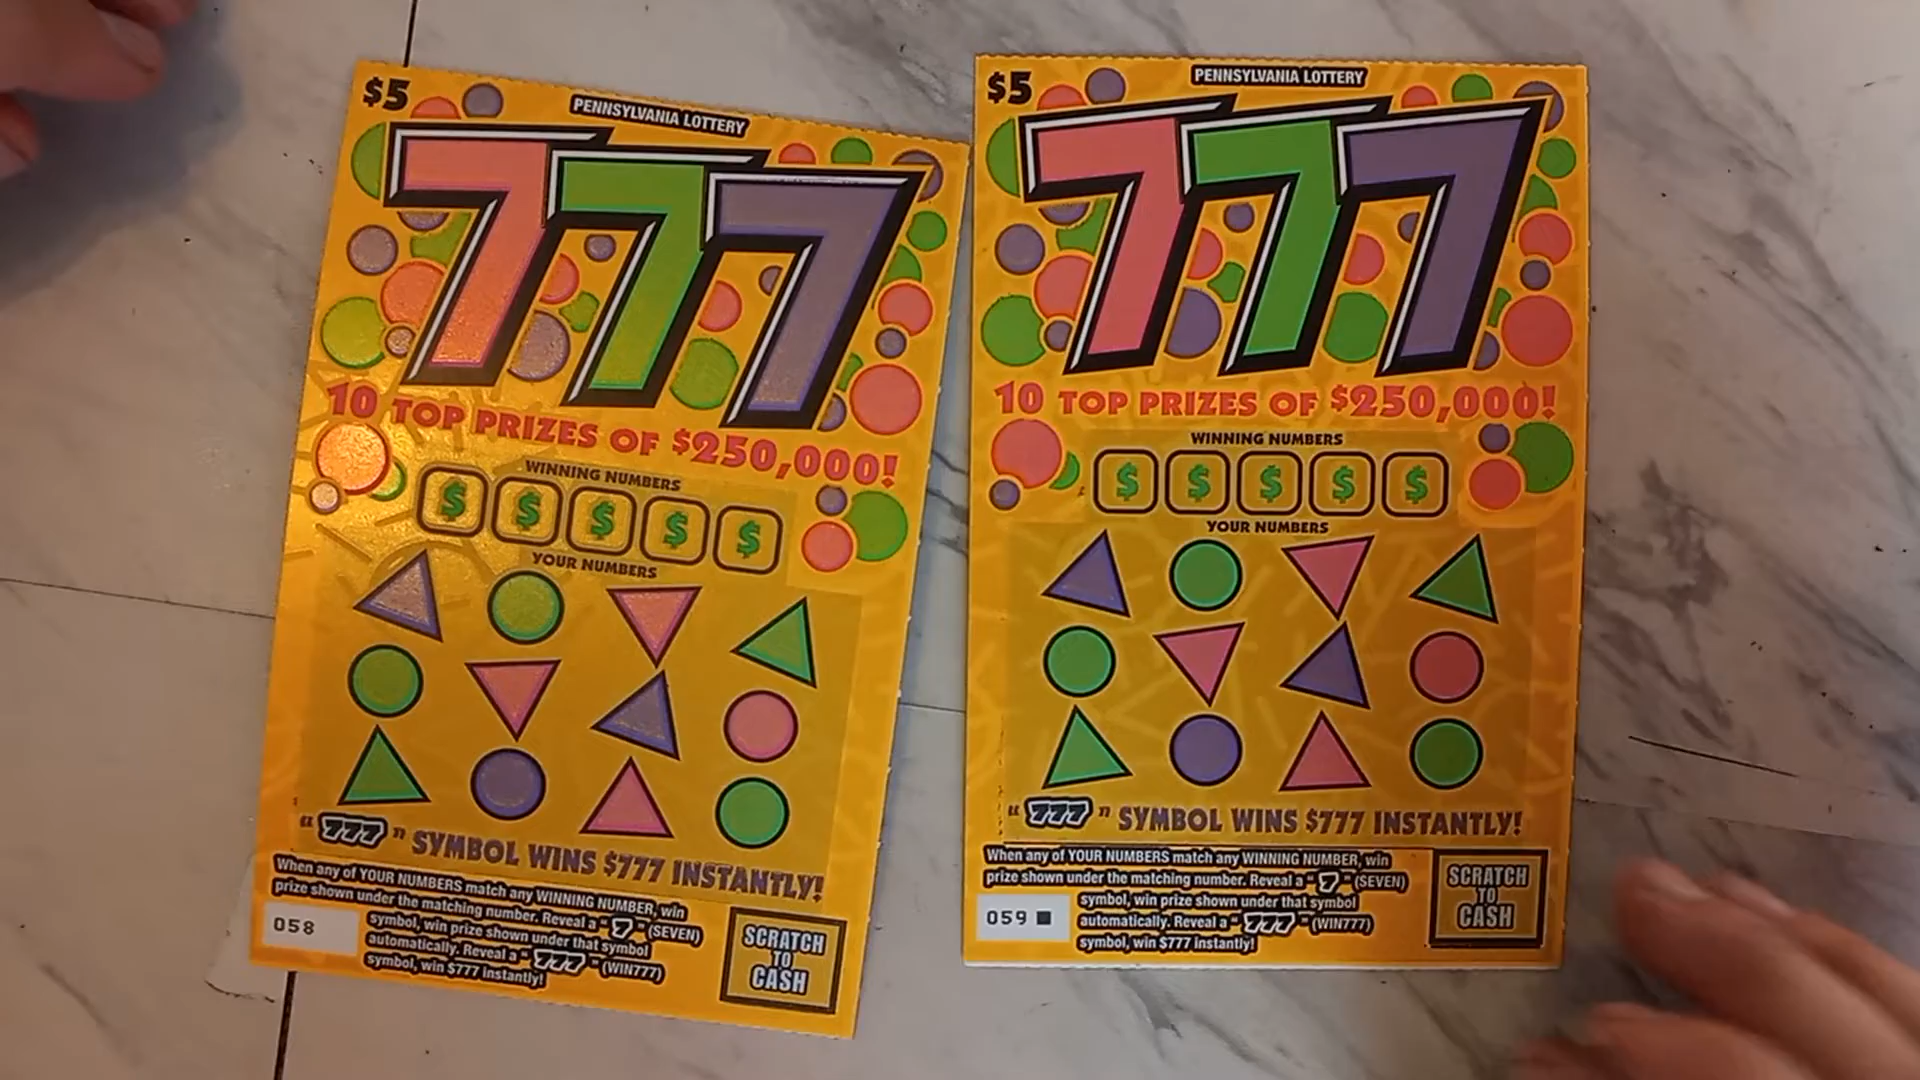 $5
PENNSYLVANIA LOTTERY
777
10 TOP PRIZES OF $250,000!
WINNING NUMBERS
$ $ $ $ $
YOUR NUMBERS
"777" SYMBOL WINS $777 INSTANTLY!
When any of YOUR NUMBERS match any WINNING NUMBER, win
prize shown under the matching number. Reveal a "7" (SEVEN)
symbol, win prize shown under that symbol
automatically. Reveal a "777" (WIN777)
symbol, win $777 instantly!
058
SCRATCH
TO
CASH
$5
PENNSYLVANIA LOTTERY
777
10 TOP PRIZES OF $250,000!
WINNING NUMBERS
$ $ $ $ $
YOUR NUMBERS
"777" SYMBOL WINS $777 INSTANTLY!
When any of YOUR NUMBERS match any WINNING NUMBER, win
prize shown under the matching number. Reveal a "7" (SEVEN)
symbol, win prize shown under that symbol
automatically. Reveal a "777" (WIN777)
symbol, win $777 instantly!
059
SCRATCH
TO
CASH